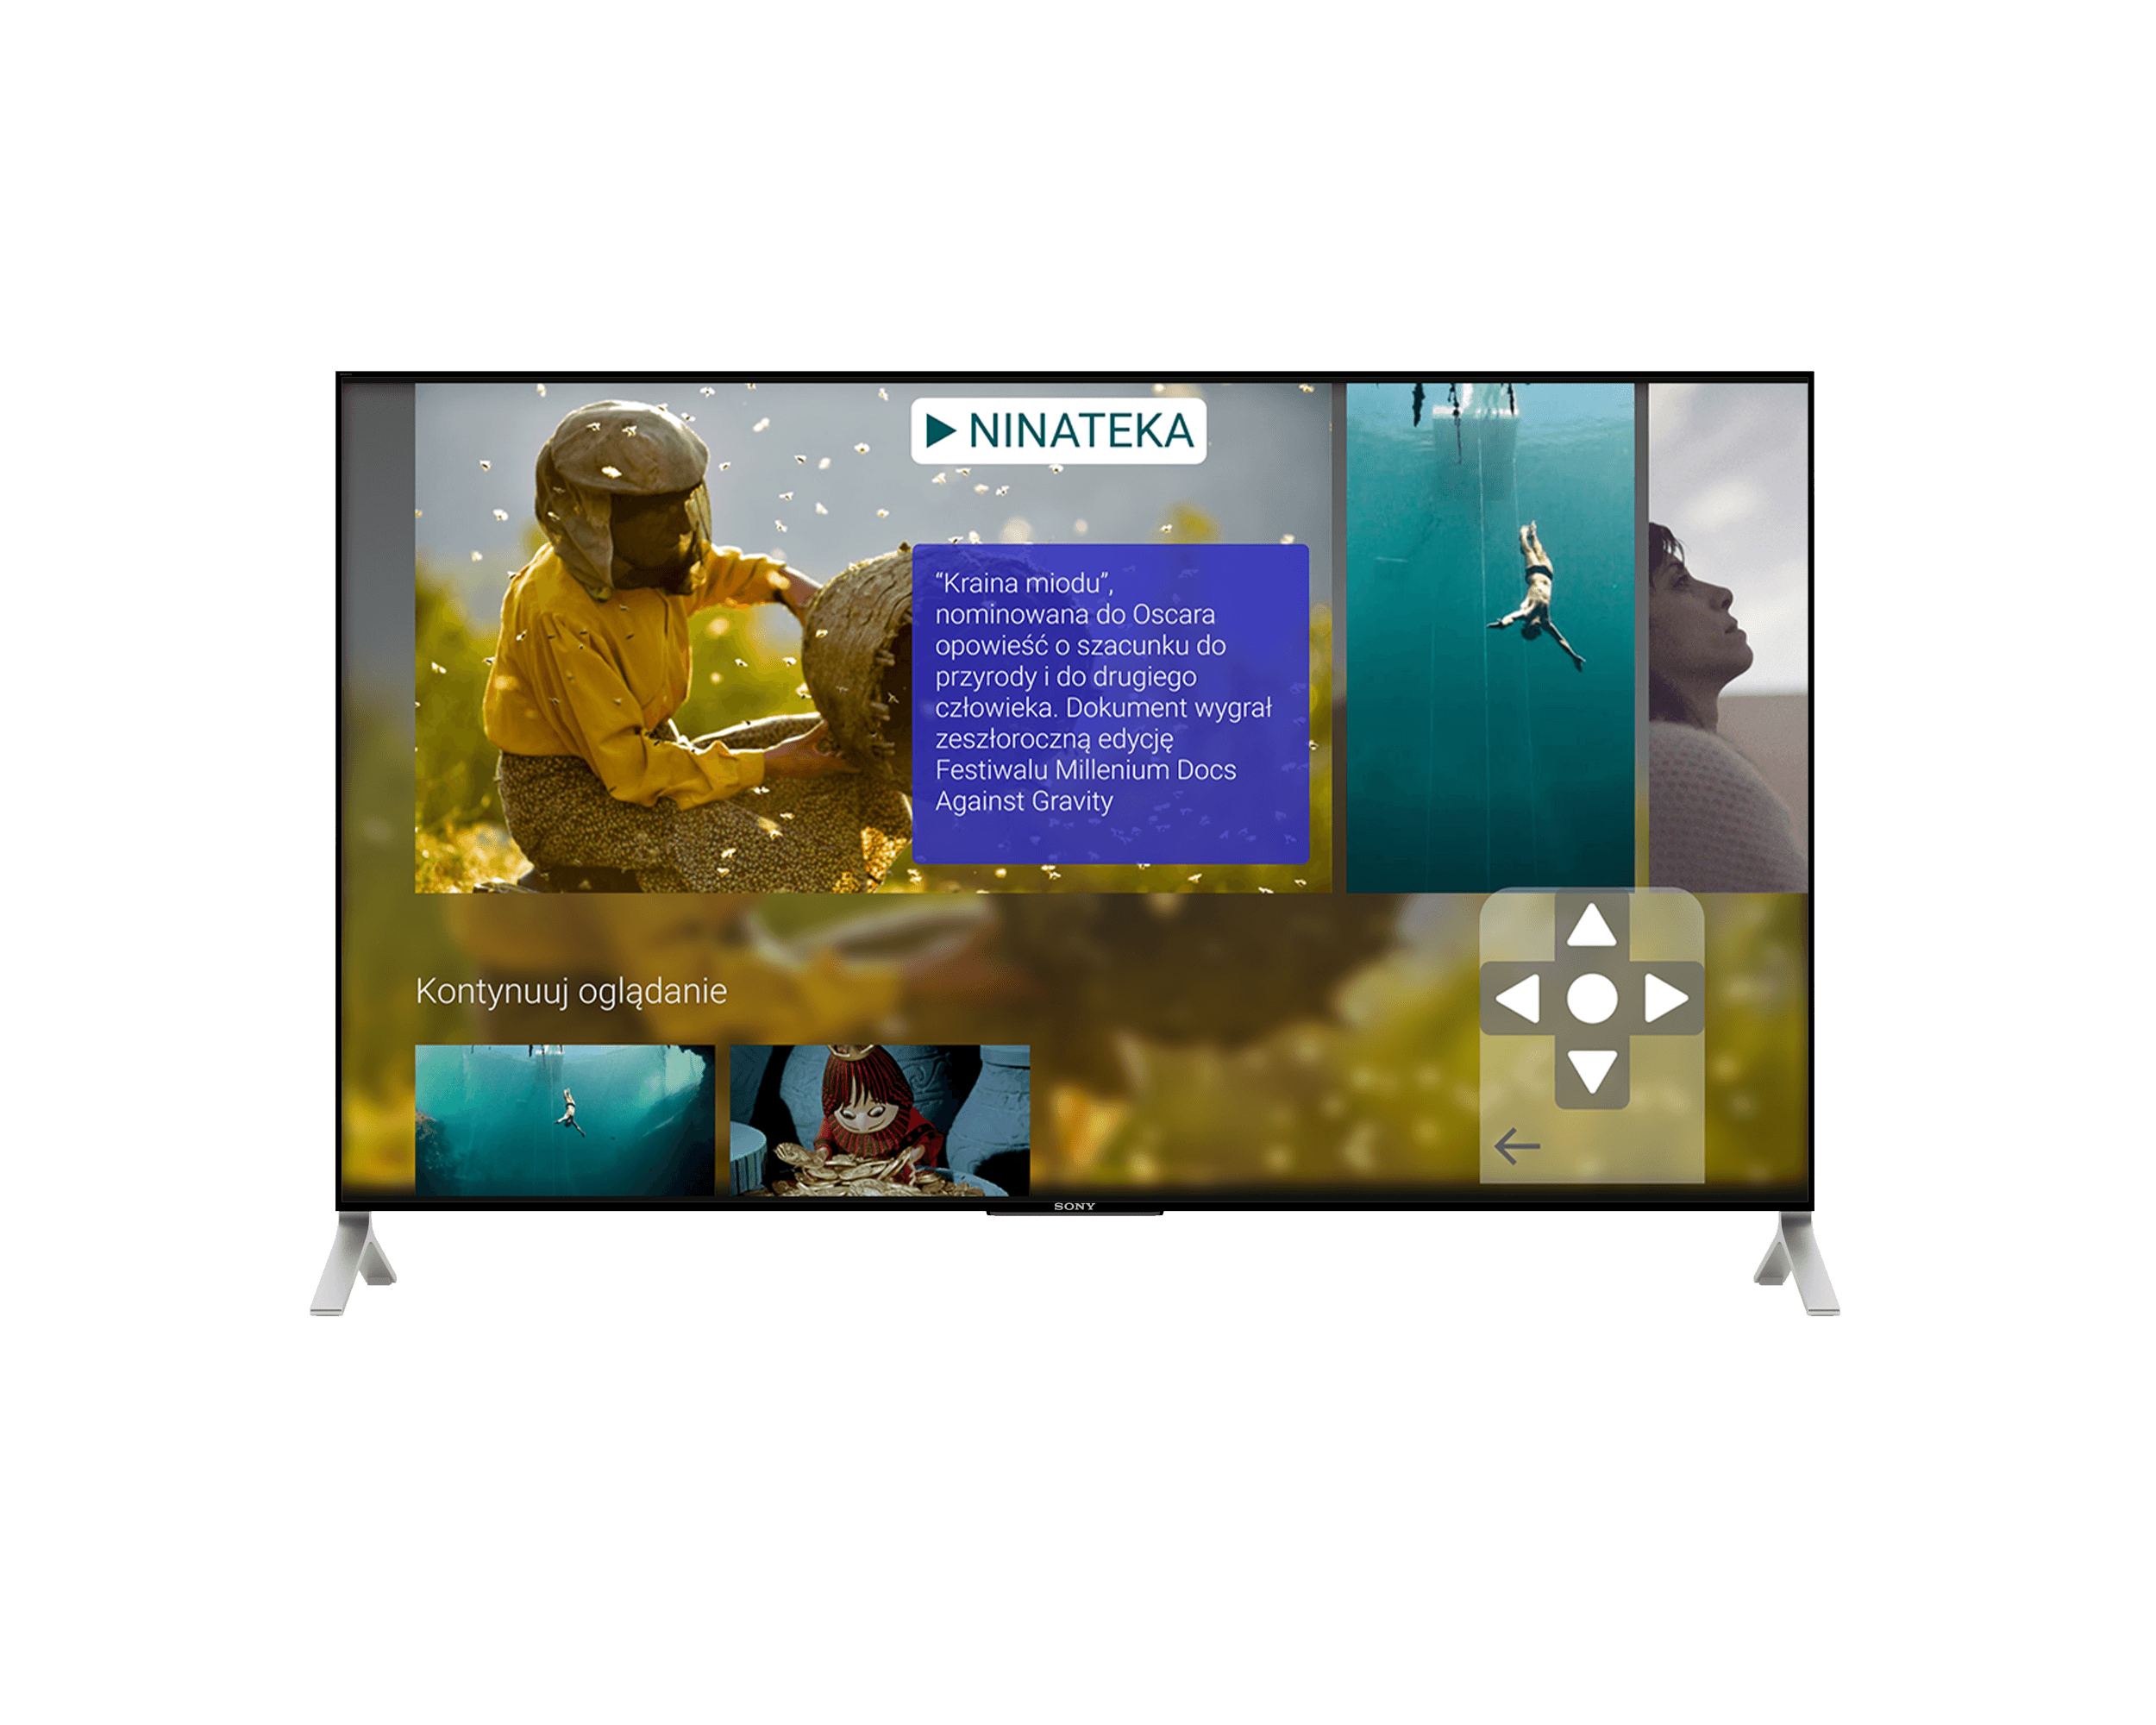 NINATEKA
“Kraina miodu”,
nominowana do Oscara
opowieść o szacunku do
przyrody i do drugiego
człowieka. Dokument wygrał
zeszłoroczną edycję
Festiwalu Millenium Docs
Against Gravity
Kontynuuj oglądanie
SONY